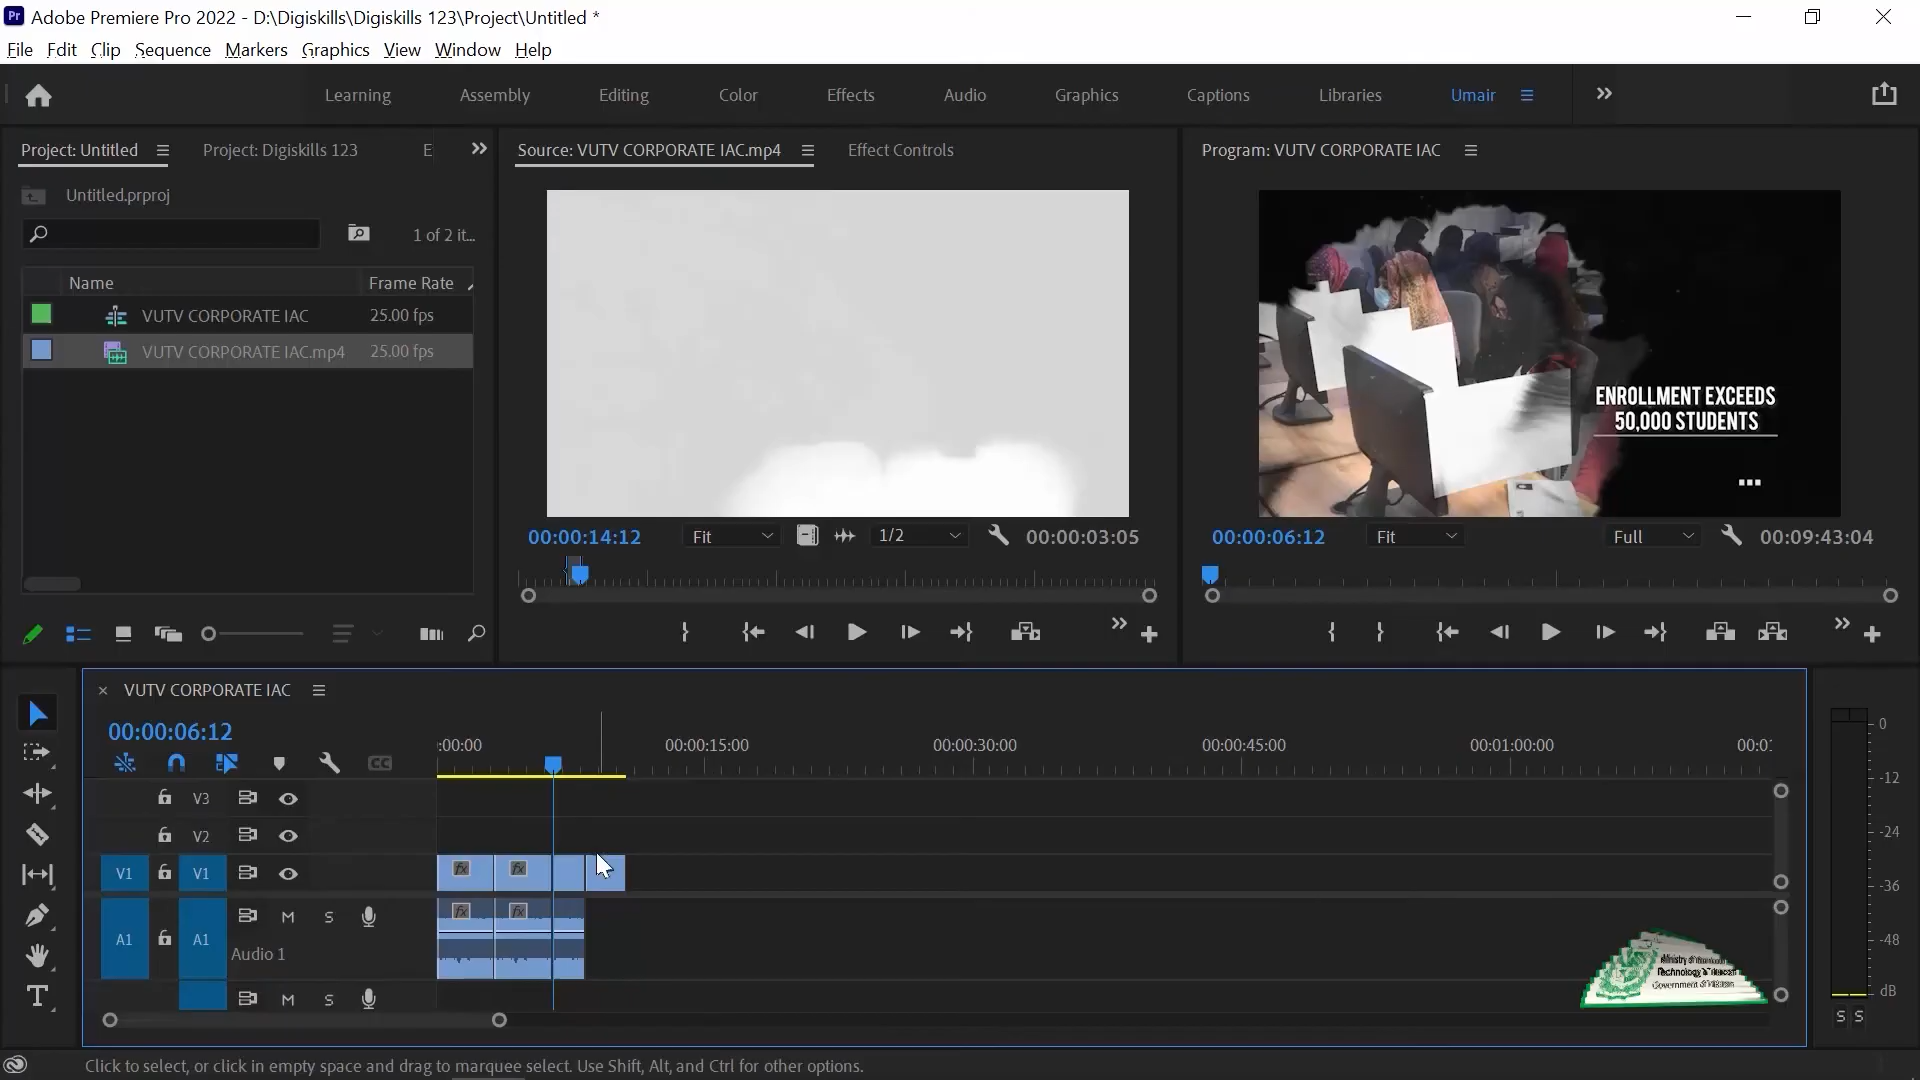 Adobe Premiere Pro 2022 - D:\Digiskills\Digiskills 123\Project\Untitled *
File Edit Clip Sequence Markers Graphics View Window Help
Learning Assembly Editing Color Effects Audio Graphics Captions Libraries Umair
Project: Untitled Project: Digiskills 123 E
Source: VUTV CORPORATE IAC.mp4 Effect Controls
Program: VUTV CORPORATE IAC
Untitled.prproj
1 of 2 it...
Name Frame Rate
VUTV CORPORATE IAC 25.00 fps
VUTV CORPORATE IAC.mp4 25.00 fps
ENROLLMENT EXCEEDS
50,000 STUDENTS
00:00:14:12 Fit 1/2 00:00:03:05
00:00:06:12 Fit Full 00:09:43:04
VUTV CORPORATE IAC
00:00:06:12
:00:00 00:00:15:00 00:00:30:00 00:00:45:00 00:01:00:00 00:01:
CC
V3
V2
V1 V1
fx fx
A1 A1 M S
fx fx
Audio 1
M S
0
-12
-24
-36
-48
dB
S S
Click to select, or click in empty space and drag to marquee select. Use Shift, Alt, and Ctrl for other options.